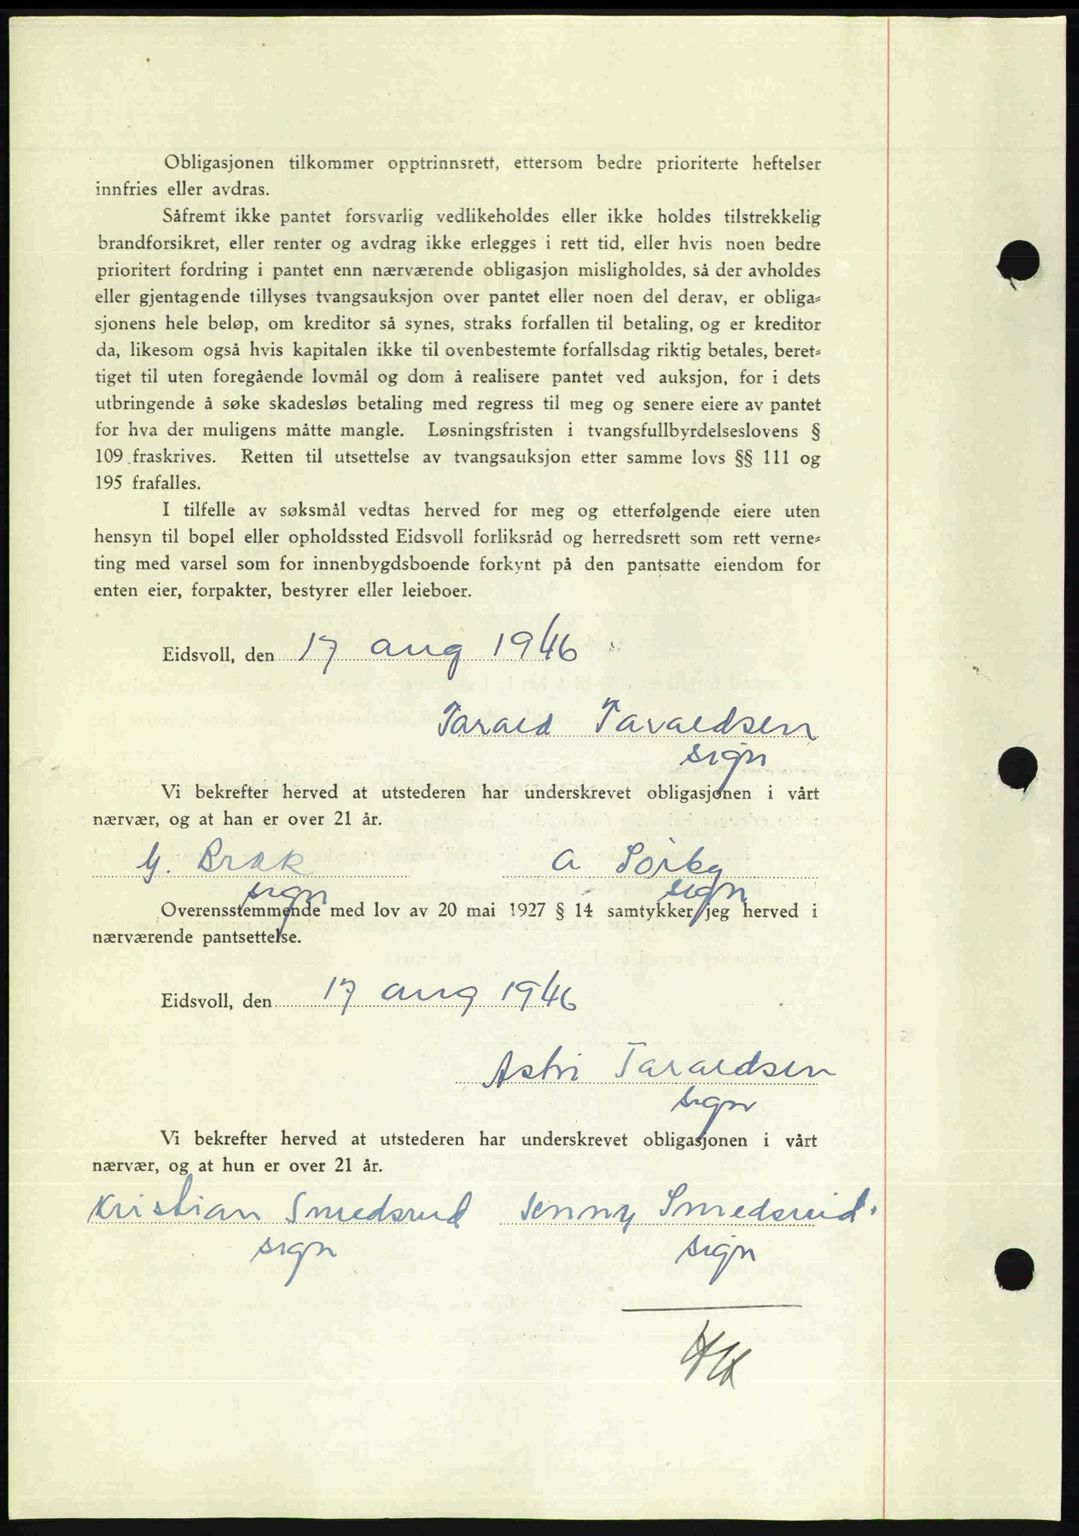 Obligasjonen tilkommer opptrinnsrett, ettersom bedre prioriterte heftelser
innfries eller avdras.
Såfremt ikke pantet forsvarlig vedlikeholdes eller ikke holdes tilstrekkelig
brandforsikret, eller renter og avdrag ikke erlegges i rett tid, eller hvis noen bedre
prioritert fordring i pantet enn nærværende obligasjon misligholdes, så der avholdes
eller gjentagende tillyses tvangsauksjon over pantet eller noen del derav, er obliga=
sjonens hele beløp, om kreditor så synes, straks forfallen til betaling, og er kreditor
da, likesom også hvis kapitalen ikke til ovenbestemte forfallsdag riktig betales, beret=
tiget til uten foregående lovmål og dom å realisere pantet ved auksjon, for i dets
utbringende å søke skadesløs betaling med regress til meg og senere eiere av pantet
for hva der muligens måtte mangle. Løsningsfristen i tvangsfullbyrdelseslovens §
109 fraskrives. Retten til utsettelse av tvangsauksjon etter samme lovs §§ 111 og
195 frafalles.
I tilfelle av søksmål vedtas herved for meg og etterfølgende eiere uten
hensyn til bopel eller opholdssted Eidsvoll forliksråd og herredsrett som rett verne=
ting med varsel som for innenbygdsboende forkynt på den pantsatte eiendom for
enten eier, forpakter, bestyrer eller leieboer.
Eidsvoll, den 17 aug 1946
Tarald Taraldsen
sign
Vi bekrefter herved at utstederen har underskrevet obligasjonen i vårt
nærvær, og at han er over 21 år.
G. Bræk A Sörby
sign sign
Overensstemmende med lov av 20 mai 1927 § 14 samtykker jeg herved i
nærværende pantsettelse.
Eidsvoll, den 17 aug 1946
Astri Taraldsen
sign
Vi bekrefter herved at utstederen har underskrevet obligasjonen i vårt
nærvær, og at hun er over 21 år.
Kristian Smedsrud Jenny Smedsrud.
sign sign